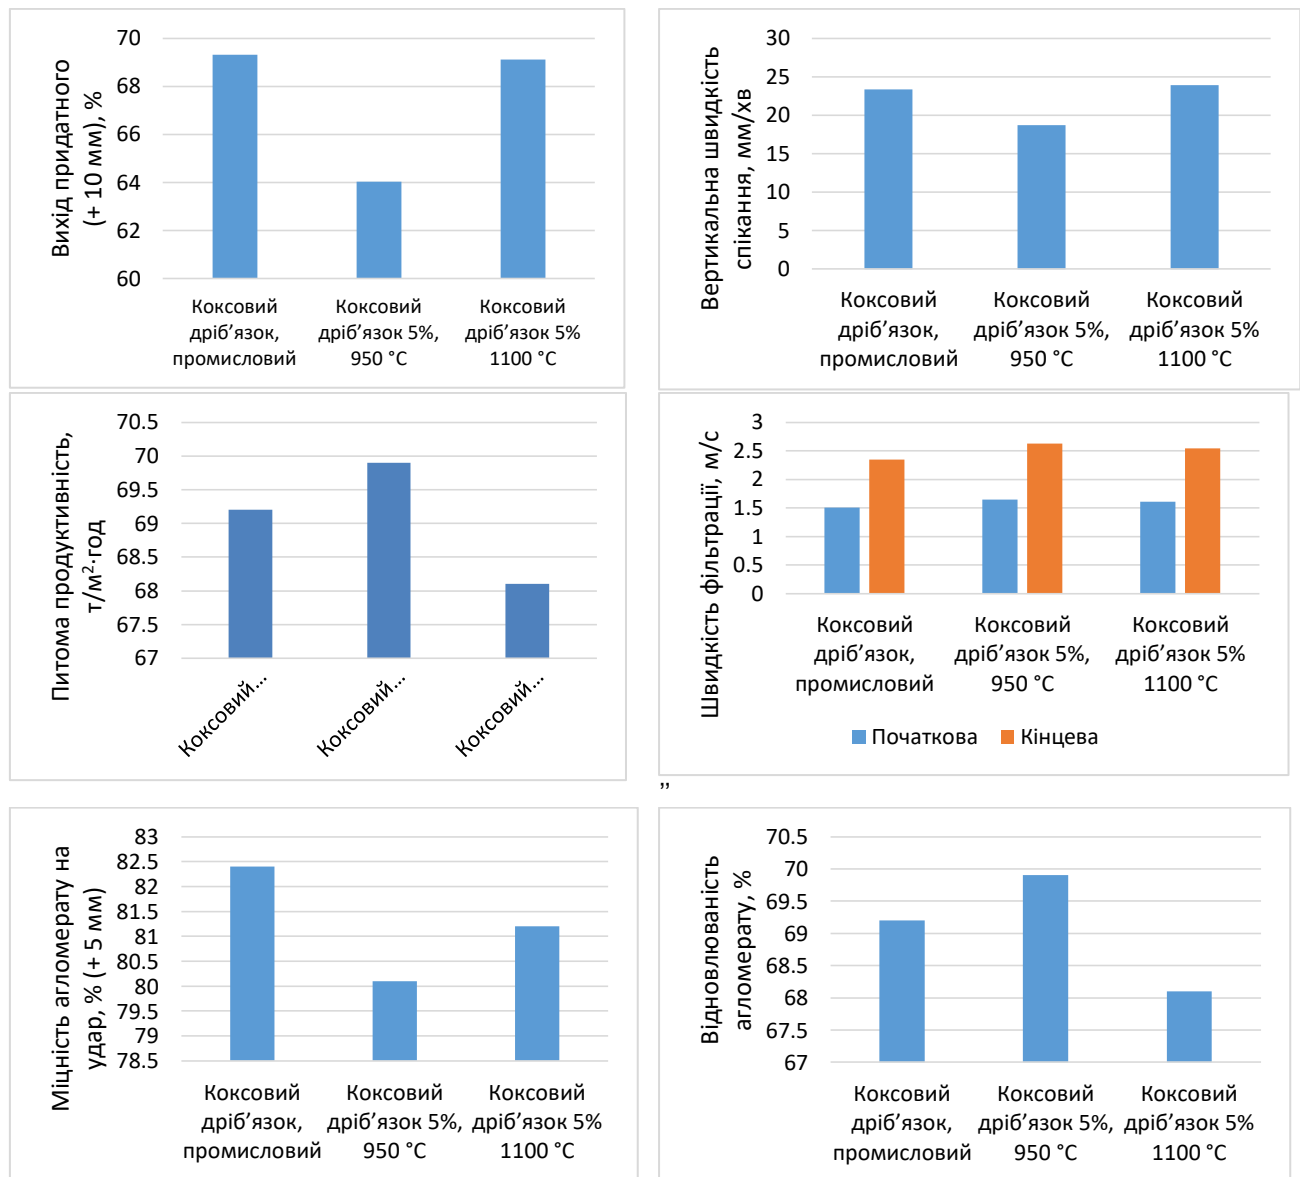 Вихід придатного
(+ 10 мм), %
70
68
66
64
62
60
Коксовий
дріб’язок,
промисловий
Коксовий
дріб’язок 5%,
950 °C
Коксовий
дріб’язок 5%
1100 °C
Вертикальна швидкість
спікання, мм/хв
30
25
20
15
10
5
0
Коксовий
дріб’язок,
промисловий
Коксовий
дріб’язок 5%,
950 °C
Коксовий
дріб’язок 5%
1100 °C
Питома продуктивність,
т/м²·год
70.5
70
69.5
69
68.5
68
67.5
67
Коксовий...
Коксовий...
Коксовий...
Швидкість фільтрації, м/с
3
2.5
2
1.5
1
0.5
0
Коксовий
дріб’язок,
промисловий
Коксовий
дріб’язок 5%,
950 °C
Коксовий
дріб’язок 5%
1100 °C
Початкова
Кінцева
”
Міцність агломерату на
удар, % (+ 5 мм)
83
82.5
82
81.5
81
80.5
80
79.5
79
78.5
Коксовий
дріб’язок,
промисловий
Коксовий
дріб’язок 5%,
950 °C
Коксовий
дріб’язок 5%
1100 °C
Відновлюваність
агломерату, %
70.5
70
69.5
69
68.5
68
67.5
67
Коксовий
дріб’язок,
промисловий
Коксовий
дріб’язок 5%,
950 °C
Коксовий
дріб’язок 5%
1100 °C